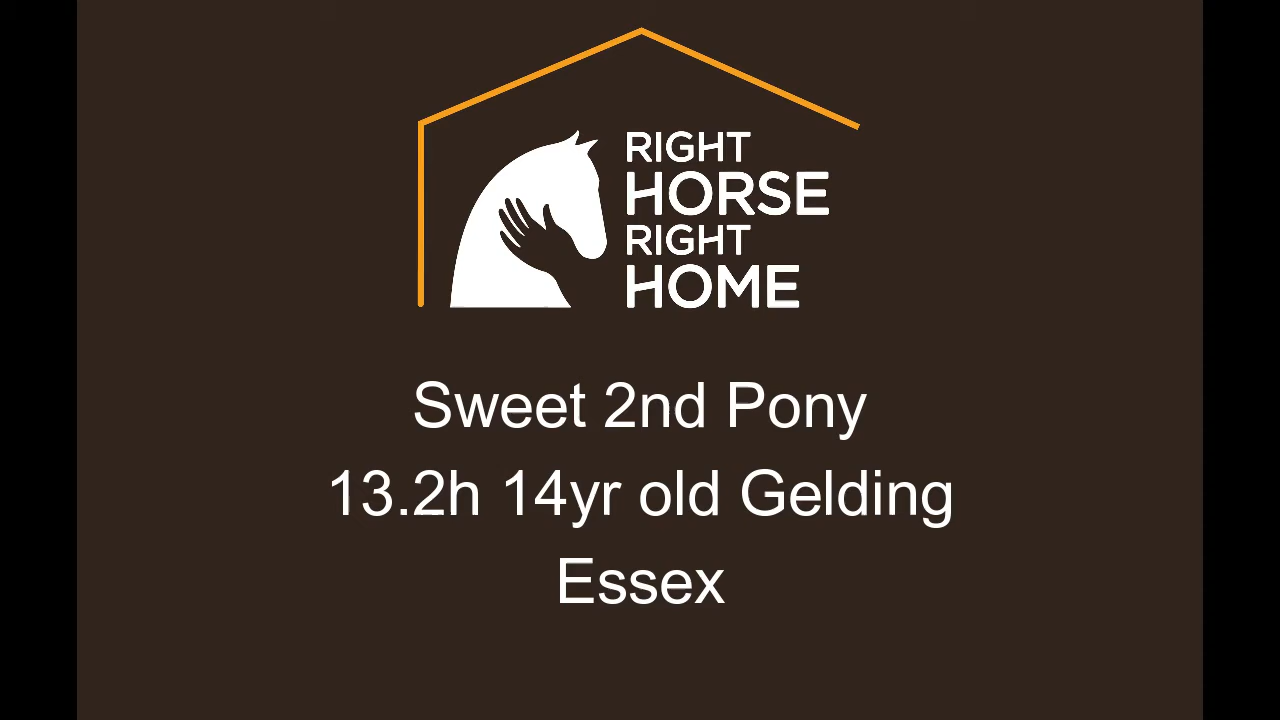 RIGHT
HORSE
RIGHT
HOME
Sweet 2nd Pony
13.2h 14yr old Gelding
Essex